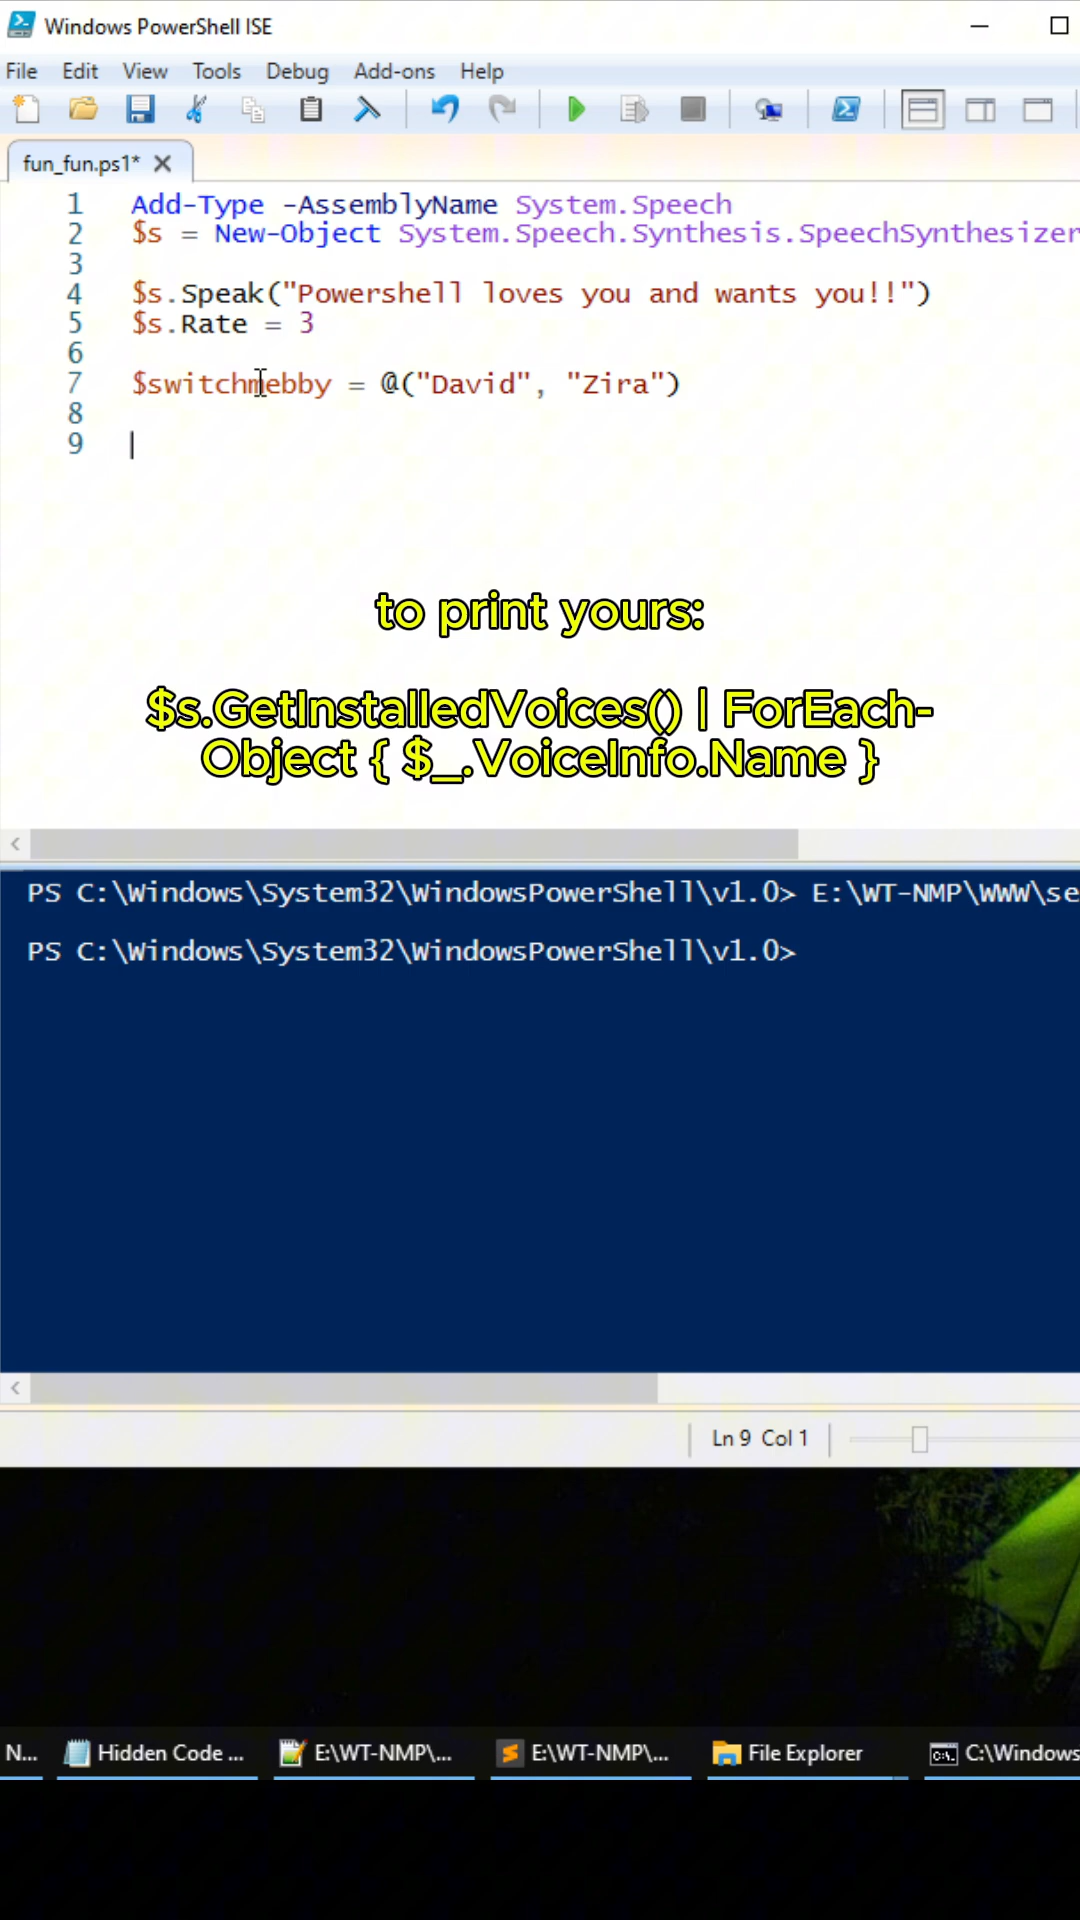 Windows PowerShell ISE
File Edit View Tools Debug Add-ons Help
fun_fun.ps1*
1 Add-Type -AssemblyName System.Speech
2 $s = New-Object System.Speech.Synthesis.SpeechSynthesizer
3
4 $s.Speak("Powershell loves you and wants you!!")
5 $s.Rate = 3
6
7 $switchmebby = @("David", "Zira")
8
9
to print yours:
$s.GetInstalledVoices() | ForEach-
Object { $_.VoiceInfo.Name }
PS C:\Windows\System32\WindowsPowerShell\v1.0> E:\WT-NMP\WWW\se
PS C:\Windows\System32\WindowsPowerShell\v1.0>
Ln 9 Col 1
N... Hidden Code ... E:\WT-NMP\... E:\WT-NMP\... File Explorer C:\Windows